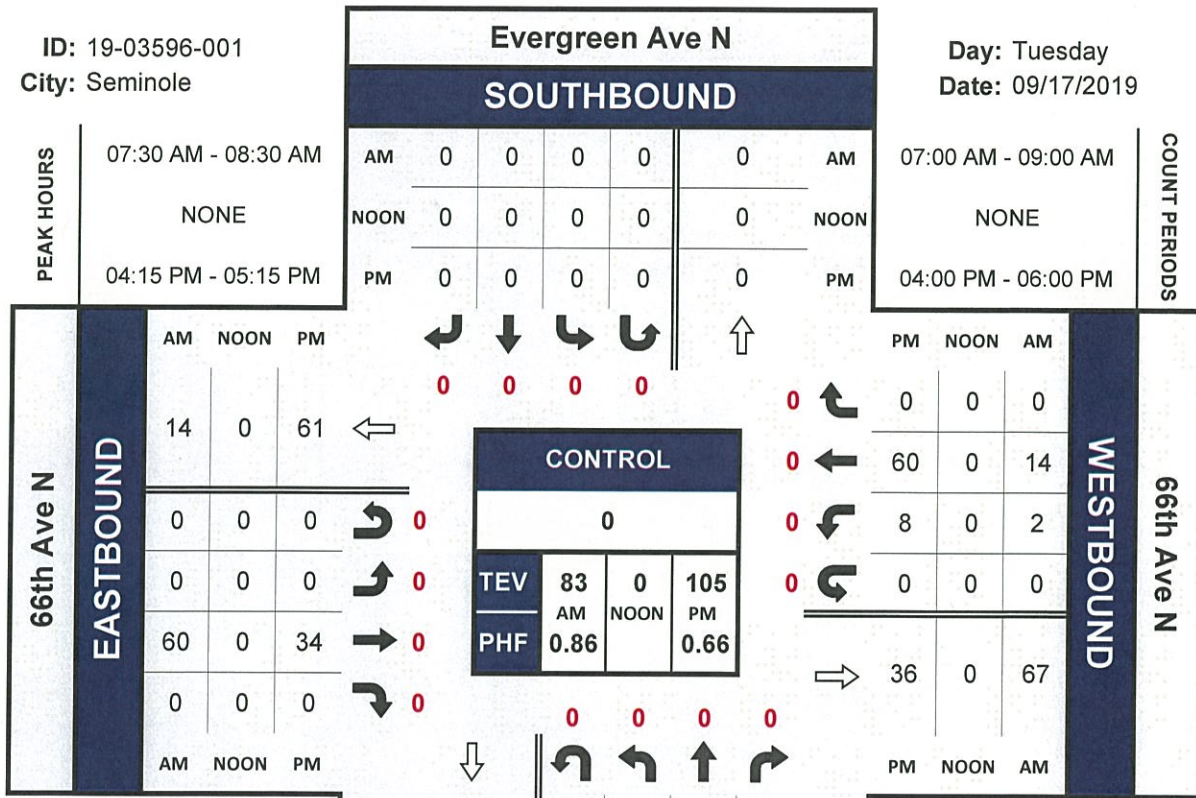 ID: 19-03596-001
City: Seminole
Evergreen Ave N
SOUTHBOUND
Day: Tuesday
Date: 09/17/2019
PEAK HOURS
07:30 AM - 08:30 AM
NONE
04:15 PM - 05:15 PM
AM 0 0 0 0 0 AM
NOON 0 0 0 0 0 NOON
PM 0 0 0 0 0 PM
07:00 AM - 09:00 AM
NONE
04:00 PM - 06:00 PM
COUNT PERIODS
0 0 0 0
66th Ave N
EASTBOUND
AM NOON PM
14 0 61
0 0 0 0
0 0 0 0
60 0 34 0
0 0 0 0
AM NOON PM
CONTROL
0
TEV 83 0 105
AM NOON PM
PHF 0.86 0.66
PM NOON AM
0 0 0 0
0 60 0 14
0 8 0 2
0 0 0 0
36 0 67
PM NOON AM
WESTBOUND
66th Ave N
0 0 0 0